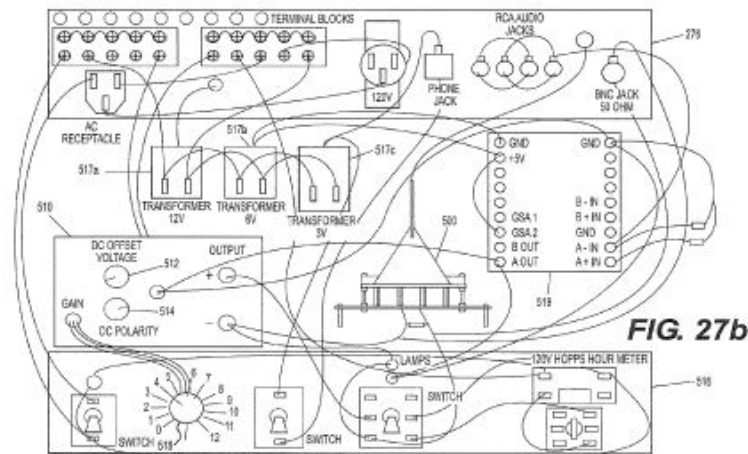 TERMINAL BLOCKS
RCA AUDIO
JACKS
276
120V
PHONE
JACK
BNC JACK
50 OHM
AC
RECEPTACLE
517a
517b
517c
TRANSFORMER
12V
TRANSFORMER
6V
TRANSFORMER
3V
GND
+5V
GSA 1
GSA 2
B OUT
A OUT
GND
B - IN
B + IN
GND
A - IN
A + IN
519
510
DC OFFSET
VOLTAGE
512
OUTPUT
+
-
GAIN
514
DC POLARITY
500
FIG. 27b
LAMPS
120V HOPPS HOUR METER
516
SWITCH
0
1
2
3
4
5
6
7
8
9
10
11
12
518
SWITCH
SWITCH